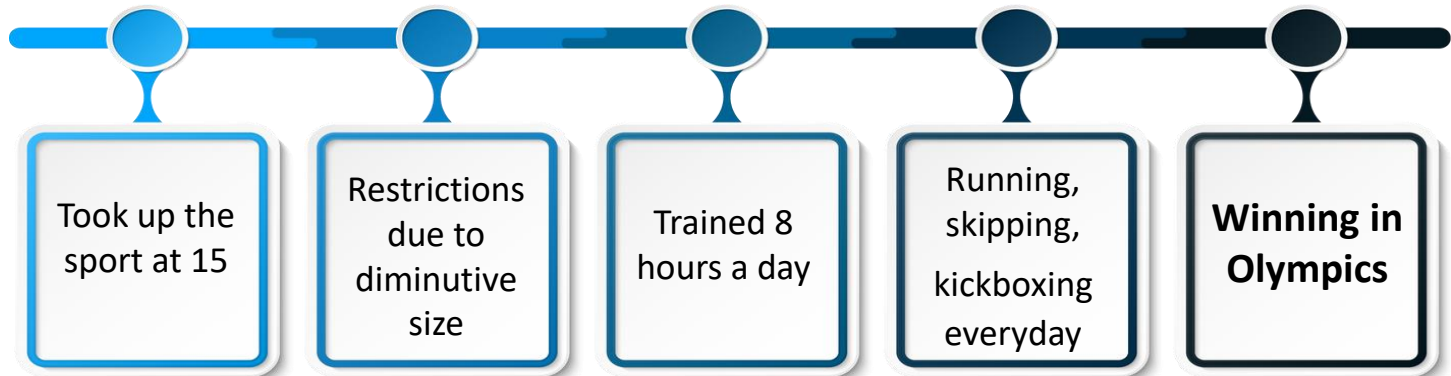 Took up the
sport at 15
Restrictions
due to
diminutive
size
Trained 8
hours a day
Running,
skipping,
kickboxing
everyday
Winning in
Olympics